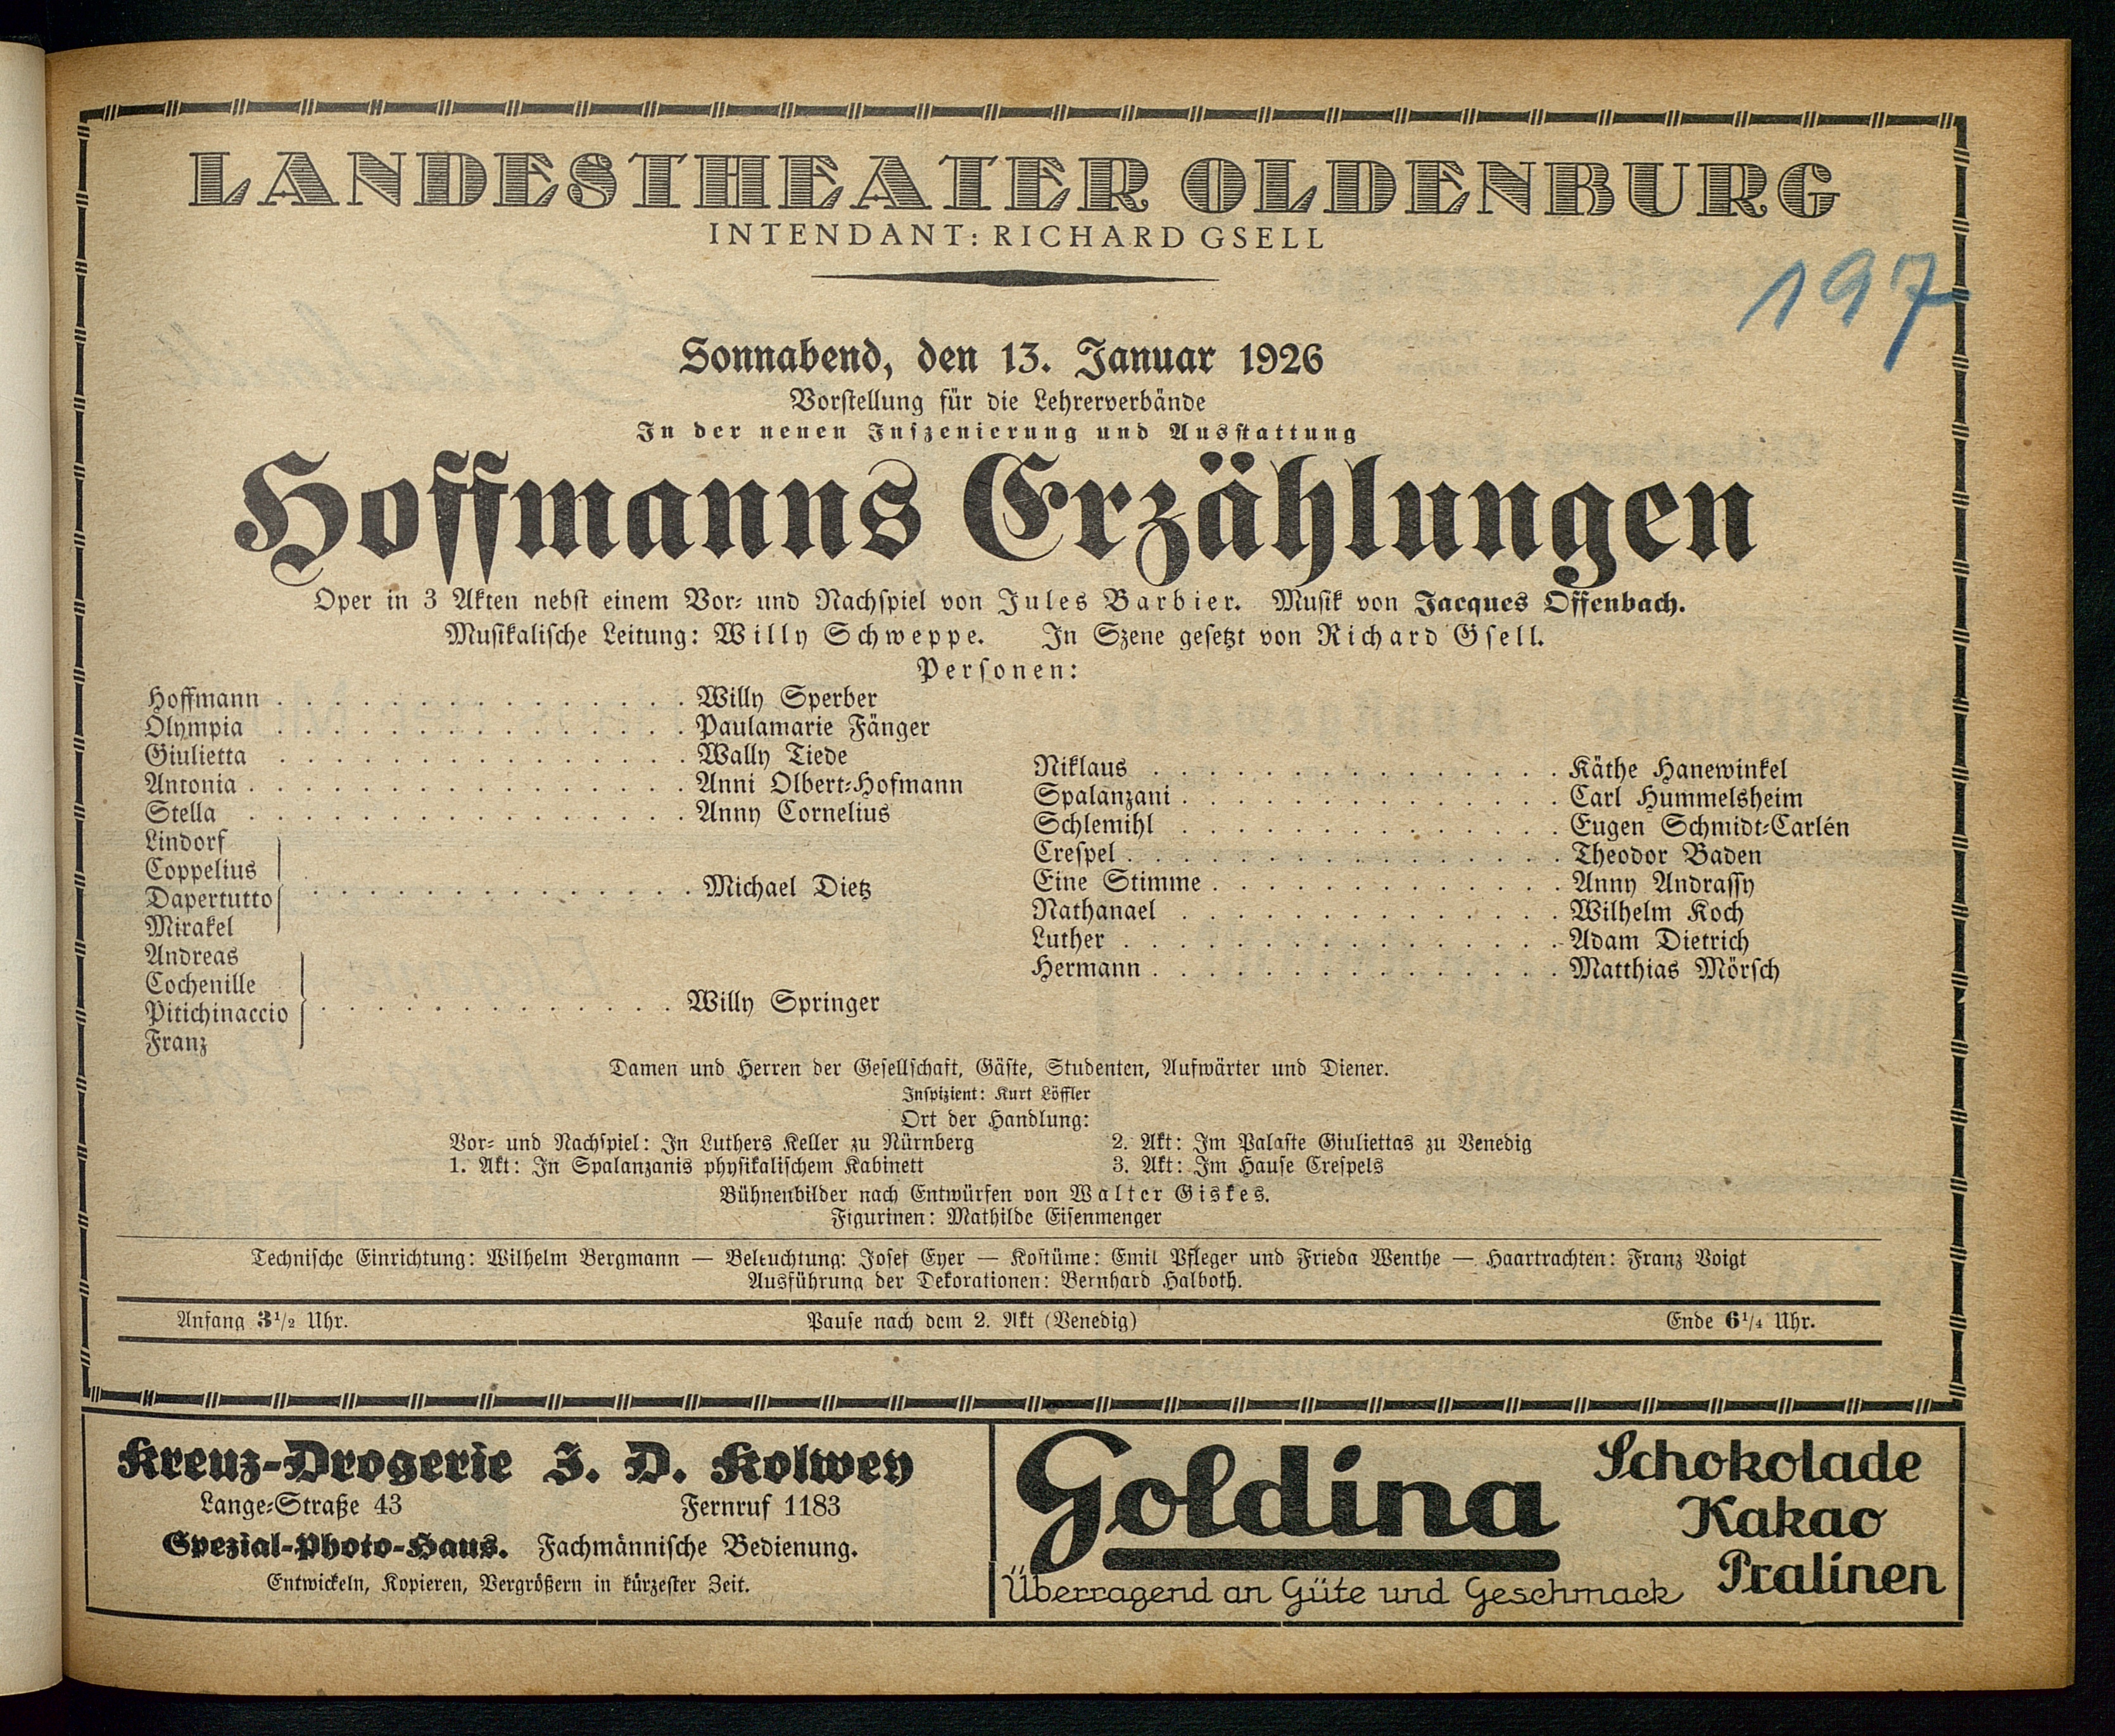 LANDESTHEATER OLDENBURG
INTENDANT: RICHARD GSELL
197
Sonnabend, den 13. Januar 1926
Vorstellung für die Lehrerverbände
In der neuen Inszenierung und Ausstattung
Hoffmanns Erzählungen
Oper in 3 Akten nebst einem Vor- und Nachspiel von Jules Barbier. Musik von Jacques Offenbach.
Musikalische Leitung: Willy Schweppe. In Szene gesetzt von Richard Gsell.
Personen:
Hoffmann . . . . . . . . . . . . . . . Willy Sperber
Olympia . . . . . . . . . . . . . . . Paulamarie Fänger
Giulietta . . . . . . . . . . . . . . . Wally Tiede
Antonia . . . . . . . . . . . . . . . . Anni Olbert-Hofmann
Stella . . . . . . . . . . . . . . . . Anny Cornelius
Lindorf
Coppelius
Dapertutto . . . . . . . . . . . . . . Michael Dietz
Mirakel
Andreas
Cochenille
Pitichinaccio . . . . . . . . . . . . . Willy Springer
Franz
Niklaus . . . . . . . . . . . . . . . Käthe Hanewinkel
Spalanzani . . . . . . . . . . . . . . Carl Hummelsheim
Schlemihl . . . . . . . . . . . . . . Eugen Schmidt-Carlén
Crespel . . . . . . . . . . . . . . . . Theodor Baden
Eine Stimme . . . . . . . . . . . . . Anny Andrassy
Nathanael . . . . . . . . . . . . . . Wilhelm Koch
Luther . . . . . . . . . . . . . . . . Adam Dietrich
Hermann . . . . . . . . . . . . . . . Matthias Mörsch
Damen und Herren der Gesellschaft, Gäste, Studenten, Aufwärter und Diener.
Inspizient: Kurt Löffler
Ort der Handlung:
Vor- und Nachspiel: In Luthers Keller zu Nürnberg
1. Akt: In Spalanzanis physikalischem Kabinett
2. Akt: Im Palaste Giuliettas zu Venedig
3. Akt: Im Hause Crespels
Bühnenbilder nach Entwürfen von Walter Giskes.
Figurinen: Mathilde Eisenmenger
Technische Einrichtung: Wilhelm Bergmann — Beleuchtung: Josef Eyer — Kostüme: Emil Pfleger und Frieda Wenthe — Haartrachten: Franz Voigt
Ausführung der Dekorationen: Bernhard Halboth.
Anfang 3½ Uhr. Pause nach dem 2. Akt (Venedig) Ende 6¼ Uhr.
Kreuz-Drogerie J. D. Kolwey
Lange-Straße 43 Fernruf 1183
Spezial-Photo-Haus. Fachmännische Bedienung.
Entwickeln, Kopieren, Vergrößern in kürzester Zeit.
Goldina
Schokolade
Kakao
Pralinen
Überragend an Güte und Geschmack